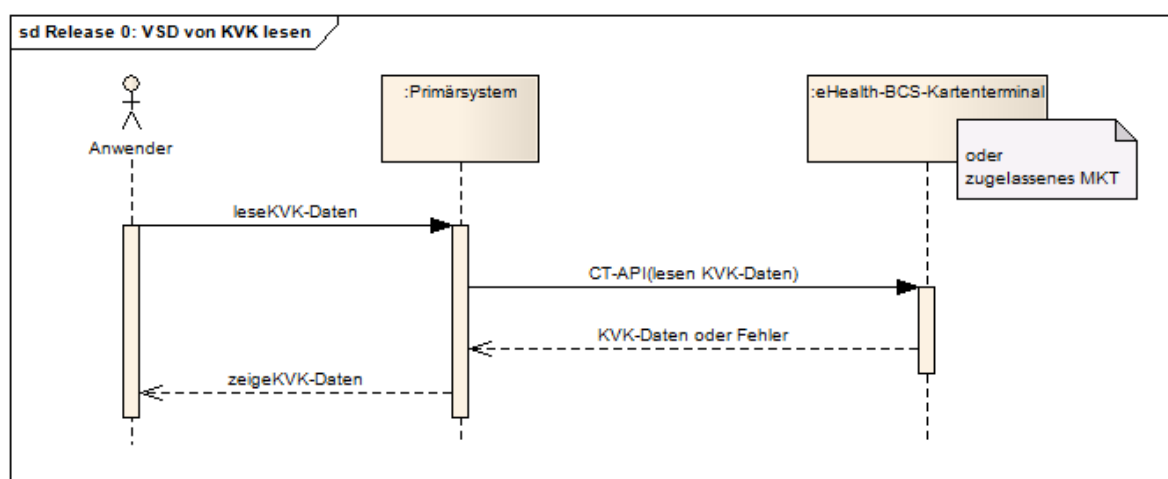 sd Release 0: VSD von KVK lesen
Anwender
:Primärsystem
:eHealth-BCS-Kartenterminal
oder
zugelassenes MKT
leseKVK-Daten
CT-API(lesen KVK-Daten)
KVK-Daten oder Fehler
zeigeKVK-Daten